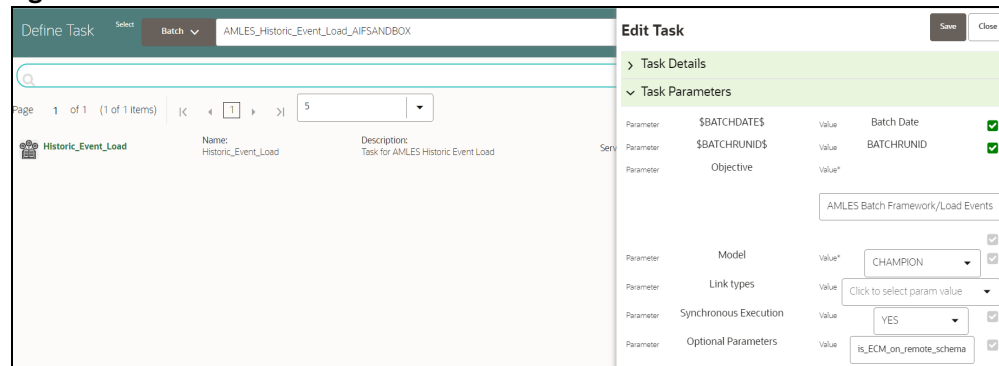 Define Task Select Batch AMLES_Historic_Event_Load_AIFSANDBOX
Page 1 of 1 (1 of 1 items) 1 5
Historic_Event_Load
Name:
Historic_Event_Load
Description:
Task for AMLES Historic Event Load
Serv
Edit Task Save Close
Task Details
Task Parameters
Parameter $BATCHDATE$ Value Batch Date
Parameter $BATCHRUNID$ Value BATCHRUNID
Parameter Objective Value*
AMLES Batch Framework/Load Events
Parameter Model Value* CHAMPION
Parameter Link types Value Click to select param value
Parameter Synchronous Execution Value YES
Parameter Optional Parameters Value is_ECM_on_remote_schema